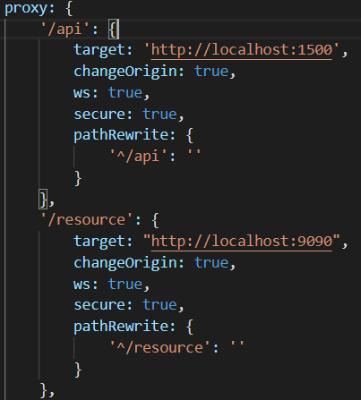 proxy: {
'/api': {
target: 'http://localhost:1500',
changeOrigin: true,
ws: true,
secure: true,
pathRewrite: {
'^/api': ''
}
},
'/resource': {
target: "http://localhost:9090",
changeOrigin: true,
ws: true,
secure: true,
pathRewrite: {
'^/resource': ''
}
},